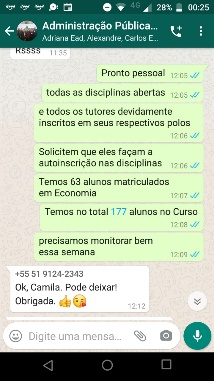 4G 28% 00:25
Administração Pública...
Adriana Ead, Alexandre, Carlos E...
Rssss 11:35
Pronto pessoal 12:05
todas as disciplinas abertas 12:05
e todos os tutores devidamente
inscritos em seus respectivos polos
12:06
Solicitem que eles façam a
autoinscrição nas disciplinas 12:06
Temos 63 alunos matriculados
em Economia 12:07
Temos no total 177 alunos no Curso
12:08
precisamos monitorar bem
essa semana 12:09
+55 51 9124-2343
Ok, Camila. Pode deixar!
Obrigada. 👍😘 12:12
Digite uma mensa...